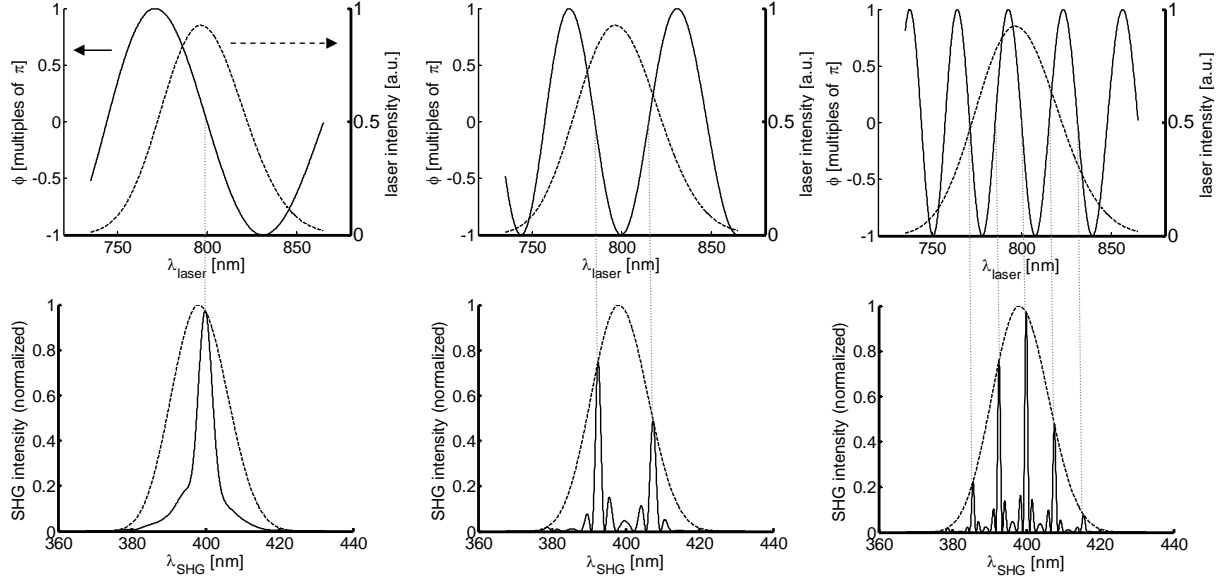 1
0.5
0
-0.5
-1
750 800 850
1
0.5
0
ϕ [multiples of π]
laser intensity [a.u.]
λlaser [nm]
1
0.5
0
-0.5
-1
750 800 850
1
0.5
0
ϕ [multiples of π]
laser intensity [a.u.]
λlaser [nm]
1
0.5
0
-0.5
-1
750 800 850
1
0.5
0
ϕ [multiples of π]
laser intensity [a.u.]
λlaser [nm]
1
0.8
0.6
0.4
0.2
0
360 380 400 420 440
SHG intensity (normalized)
λSHG [nm]
1
0.8
0.6
0.4
0.2
0
360 380 400 420 440
SHG intensity (normalized)
λSHG [nm]
1
0.8
0.6
0.4
0.2
0
360 380 400 420 440
SHG intensity (normalized)
λSHG [nm]